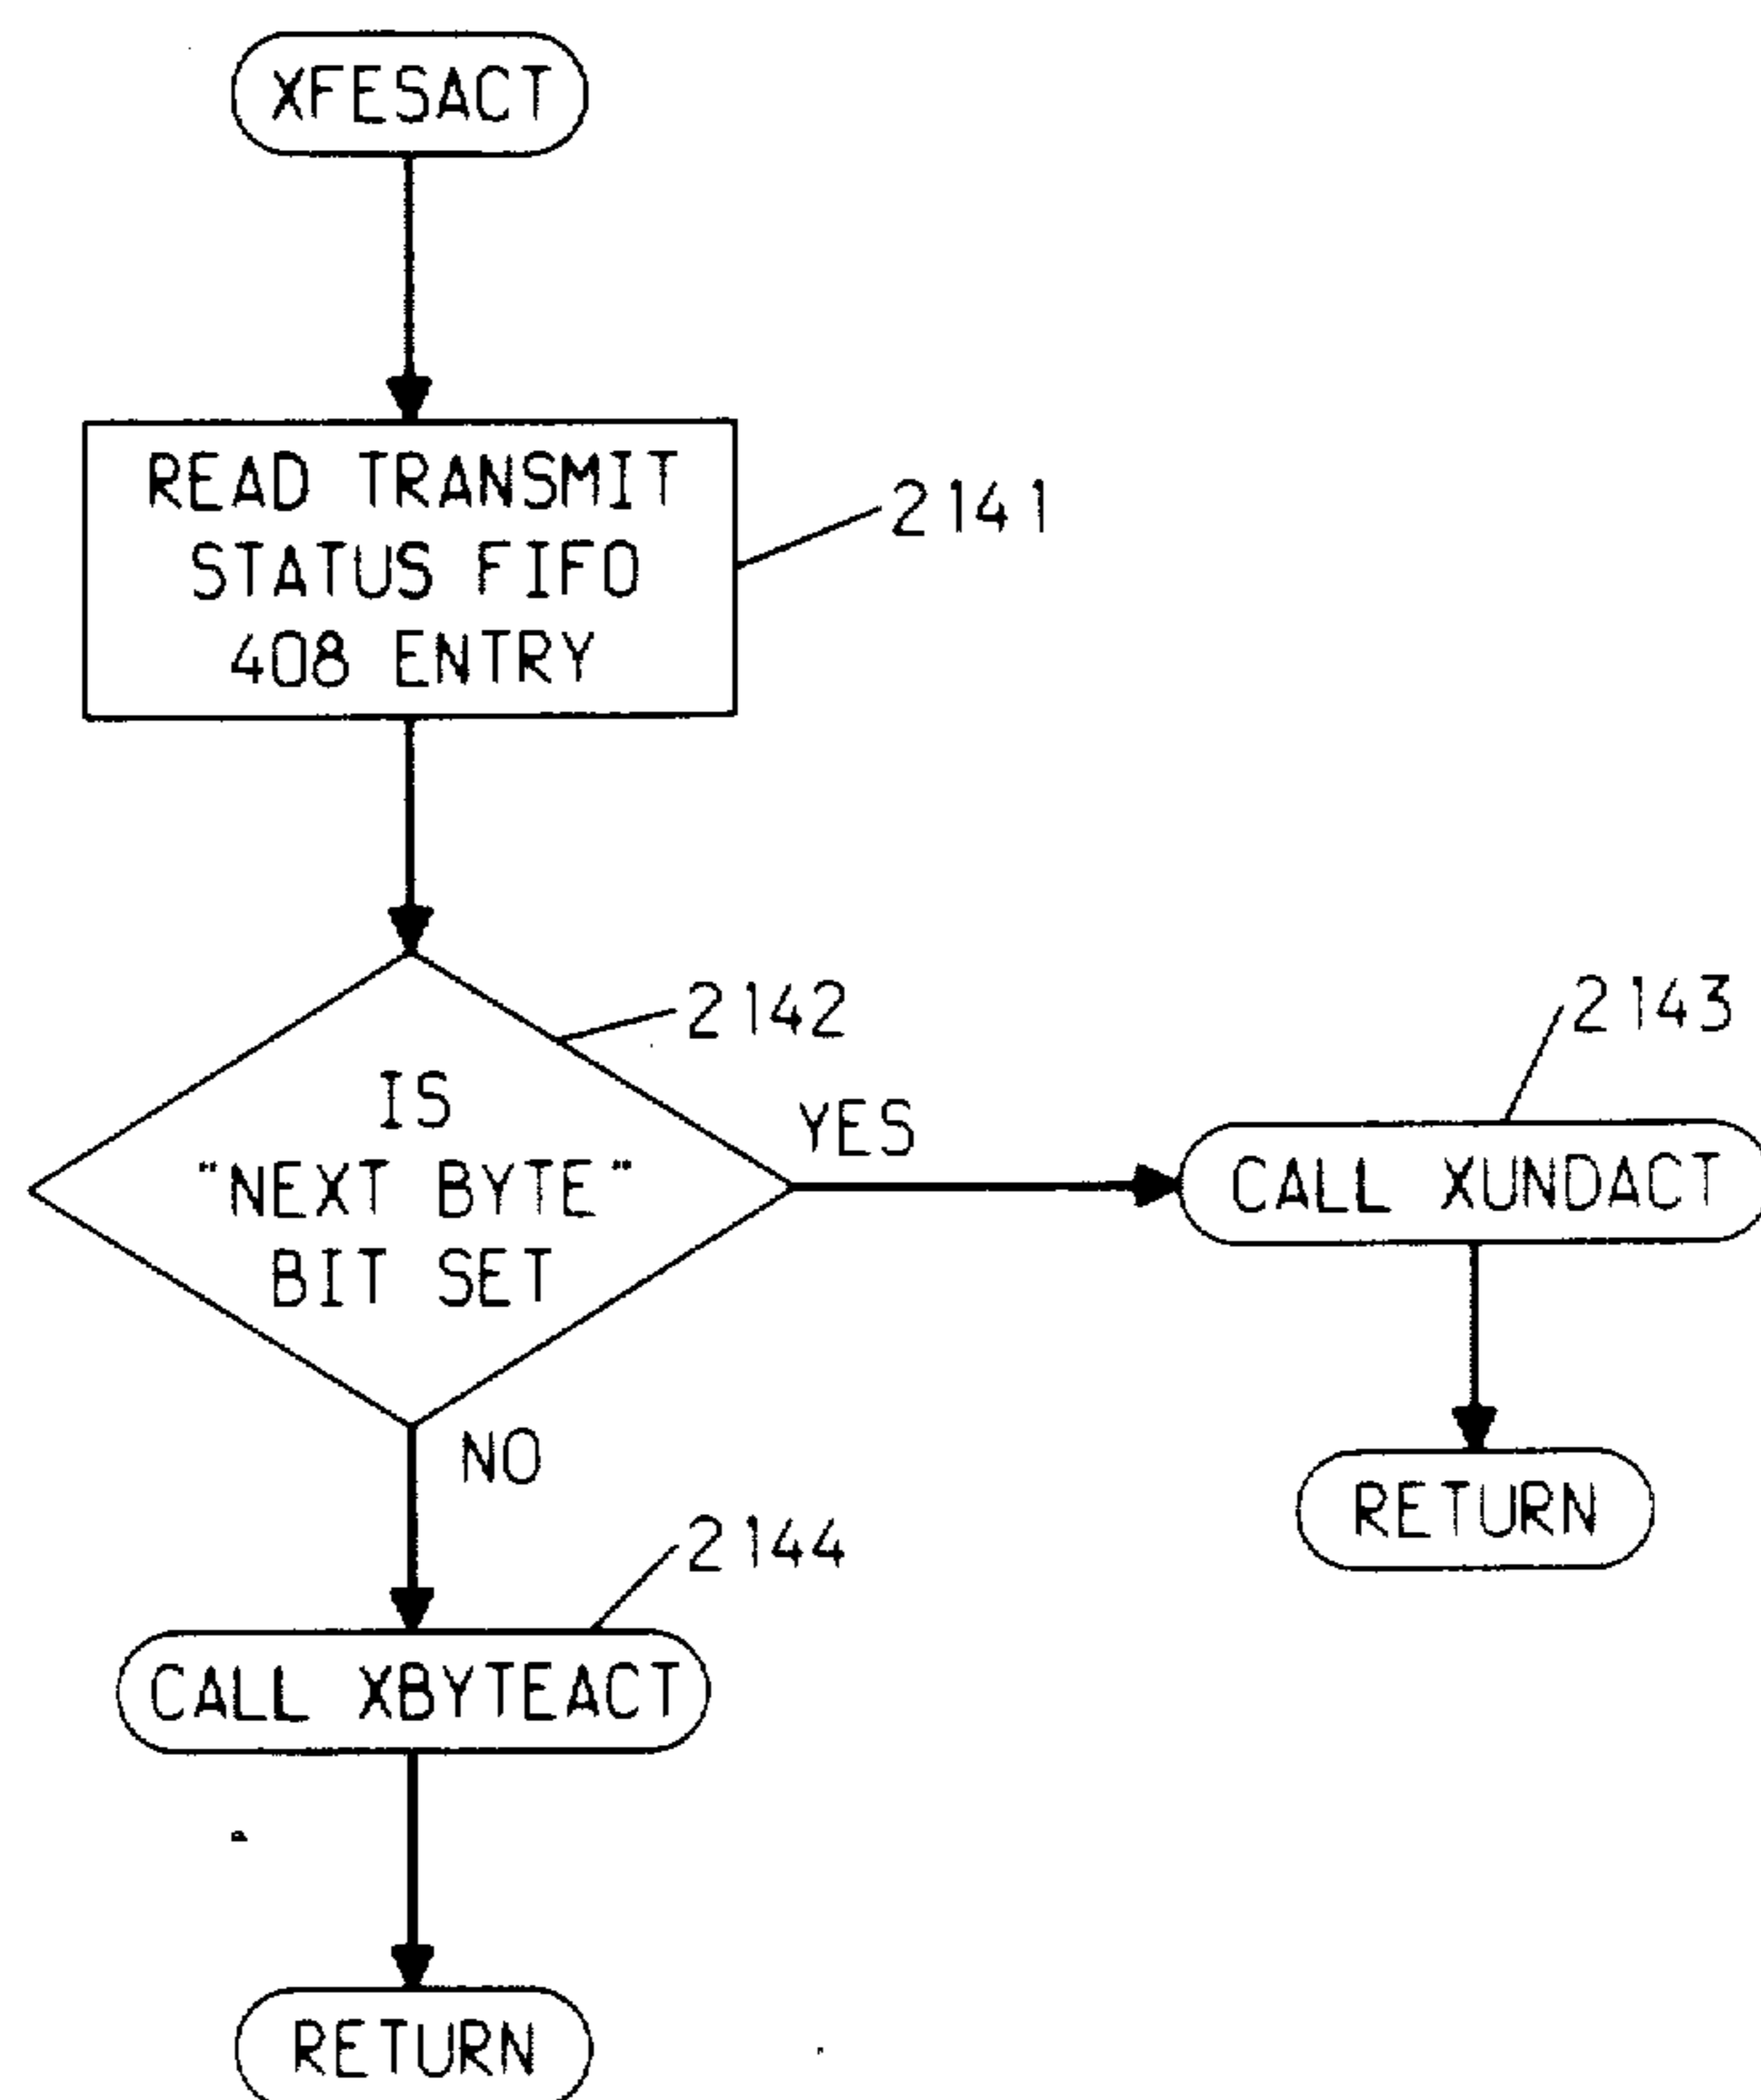 XFESACT
READ TRANSMIT
STATUS FIFO
408 ENTRY
2141
2142
IS
"NEXT BYTE"
BIT SET
YES
2143
CALL XUNDACT
RETURN
NO
2144
CALL XBYTEACT
RETURN